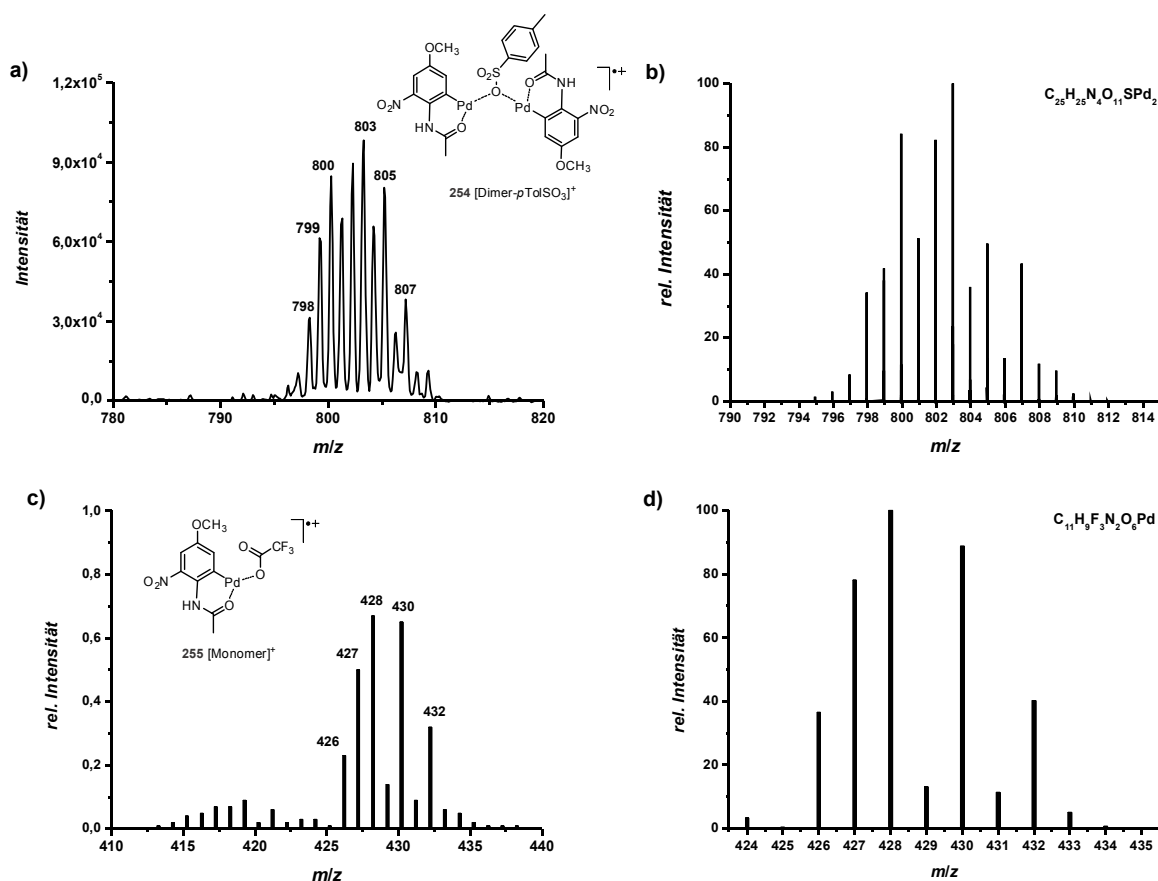 a)
Intensität
1,2x10⁵
9,0x10⁴
6,0x10⁴
3,0x10⁴
0,0
780 790 800 810 820
m/z
798
799
800
803
805
807
OCH₃
O₂N
NH
O
Pd
O₂S
O
Pd
O
NH
NO₂
OCH₃
•+
254 [Dimer-pTolSO₃]⁺
b)
C₂₅H₂₅N₄O₁₁SPd₂
rel. Intensität
100
80
60
40
20
0
790 792 794 796 798 800 802 804 806 808 810 812 814
m/z
c)
rel. Intensität
1,0
0,8
0,6
0,4
0,2
0,0
410 420 430 440
m/z
426
427
428
430
432
OCH₃
O₂N
NH
O
Pd
O
O
CF₃
•+
255 [Monomer]⁺
d)
C₁₁H₉F₃N₂O₆Pd
rel. Intensität
100
80
60
40
20
0
424 425 426 427 428 429 430 431 432 433 434 435
m/z